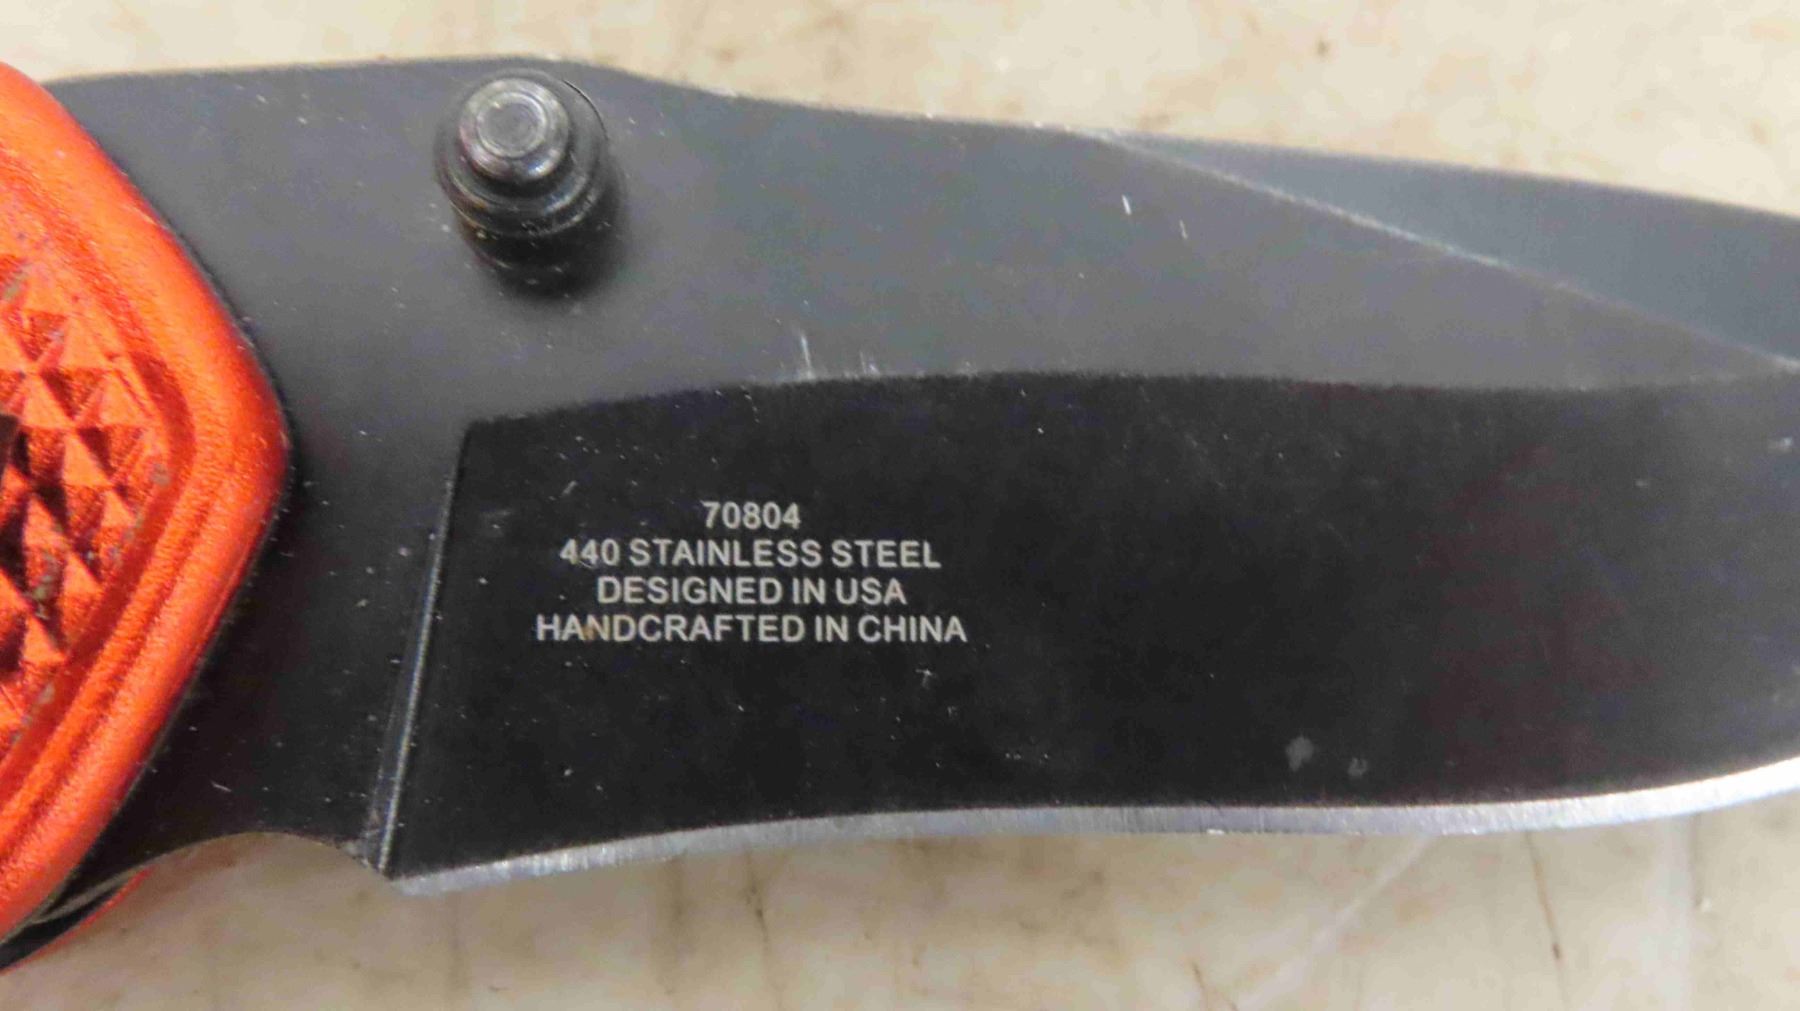 70804
440 STAINLESS STEEL
DESIGNED IN USA
HANDCRAFTED IN CHINA